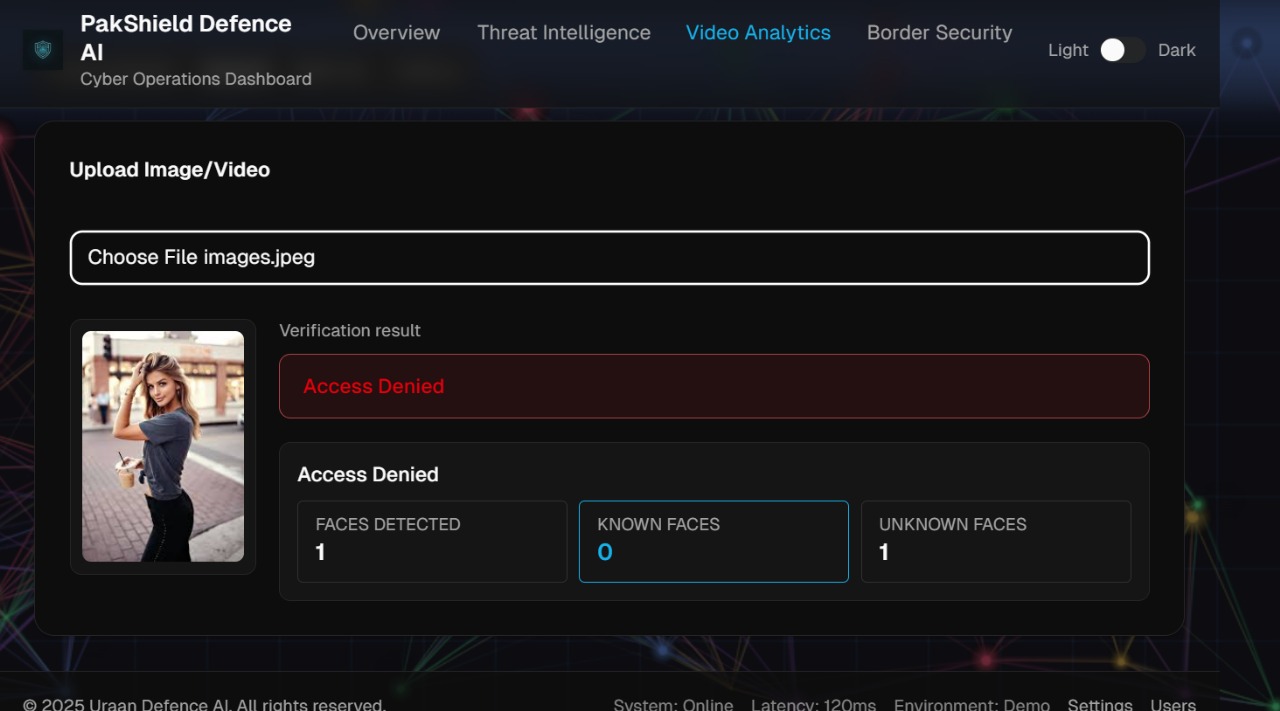 PakShield Defence
AI
Cyber Operations Dashboard
Overview
Threat Intelligence
Video Analytics
Border Security
Light
Dark
Upload Image/Video
Choose File images.jpeg
Verification result
Access Denied
Access Denied
FACES DETECTED
1
KNOWN FACES
0
UNKNOWN FACES
1
© 2025 Uraan Defence AI. All rights reserved.
System: Online
Latency: 120ms
Environment: Demo
Settings
Users